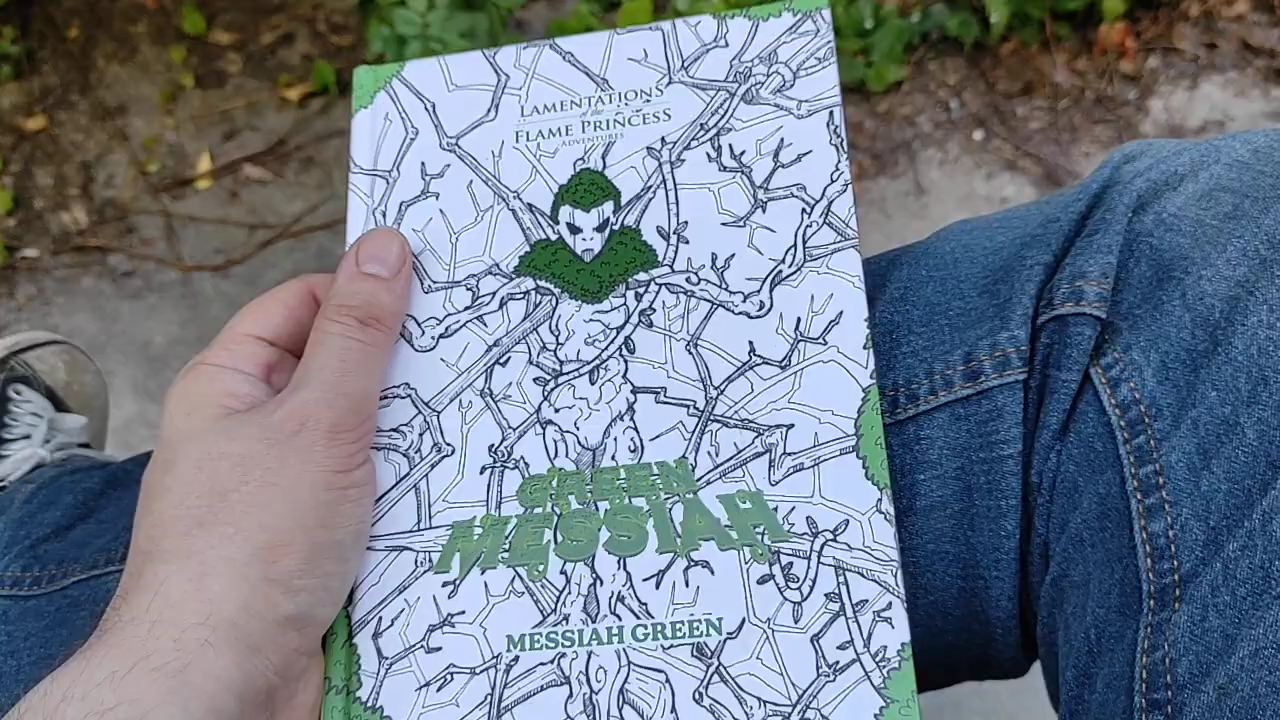 LAMENTATIONS
of the
FLAME PRINCESS
ADVENTURES
GREEN
MESSIAH
MESSIAH GREEN